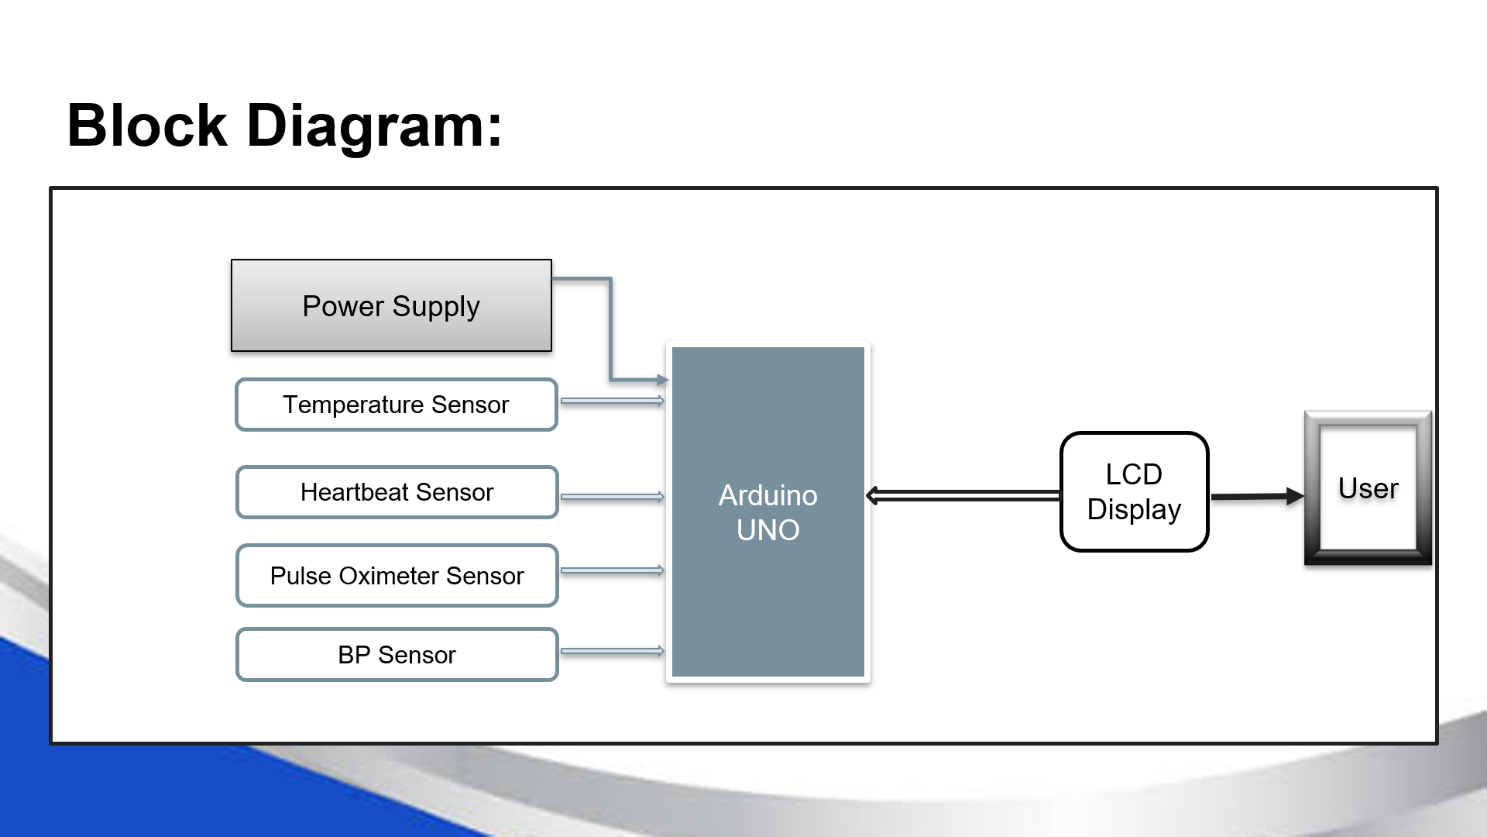 Block Diagram:
Power Supply
Temperature Sensor
Heartbeat Sensor
Pulse Oximeter Sensor
BP Sensor
Arduino
UNO
LCD
Display
User